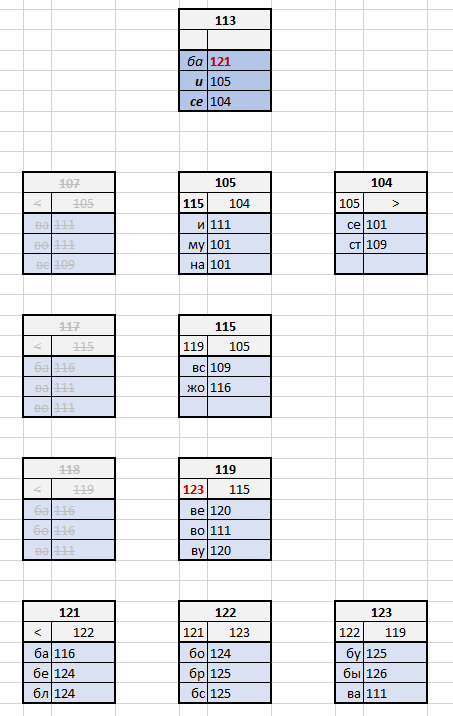 113
ба 121
и 105
се 104
107 105 104
< 105 115 104 105 >
ва 111 и 111 се 101
во 111 му 101 ст 109
вс 109 на 101
117 115
< 115 119 105
ба 116 вс 109
ва 111 жо 116
во 111
118 119
< 119 123 115
ба 116 ве 120
бо 116 во 111
ва 111 ву 120
121 122 123
< 122 121 123 122 119
ба 116 бо 124 бу 125
бе 124 бр 125 бы 126
бл 124 бс 125 ва 111